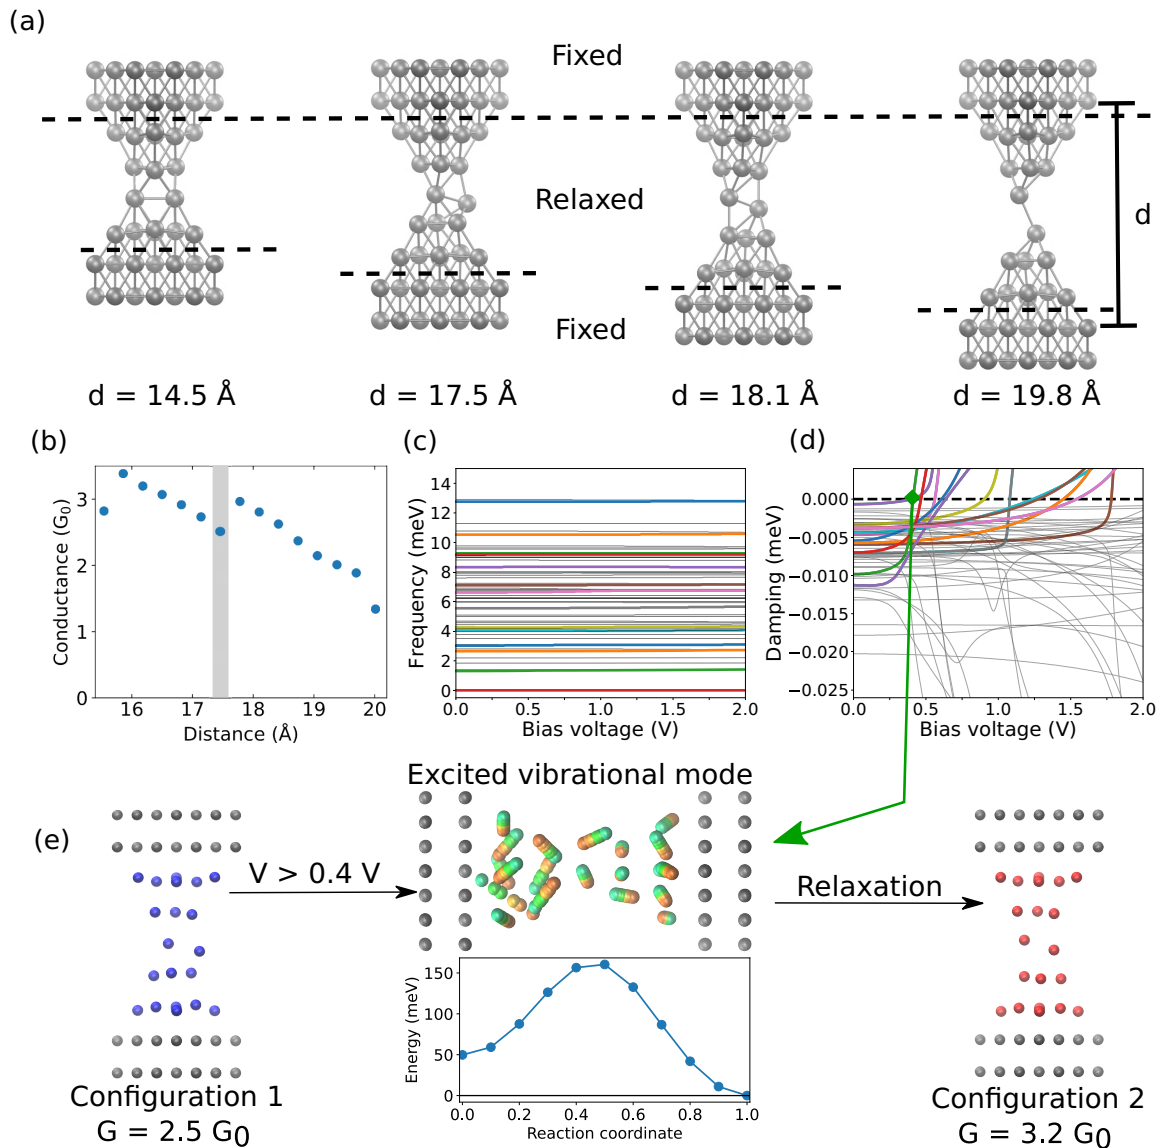 (a)
Fixed
Relaxed
Fixed
d
d = 14.5 Å
d = 17.5 Å
d = 18.1 Å
d = 19.8 Å
(b)
Conductance (G0)
3
2
1
0
16 17 18 19 20
Distance (Å)
(c)
Frequency (meV)
14
12
10
8
6
4
2
0
0.0 0.5 1.0 1.5 2.0
Bias voltage (V)
(d)
Damping (meV)
0.000
−0.005
−0.010
−0.015
−0.020
−0.025
0.0 0.5 1.0 1.5 2.0
Bias voltage (V)
(e)
Excited vibrational mode
V > 0.4 V
Relaxation
Energy (meV)
150
100
50
0
0.0 0.2 0.4 0.6 0.8 1.0
Reaction coordinate
Configuration 1
G = 2.5 G0
Configuration 2
G = 3.2 G0